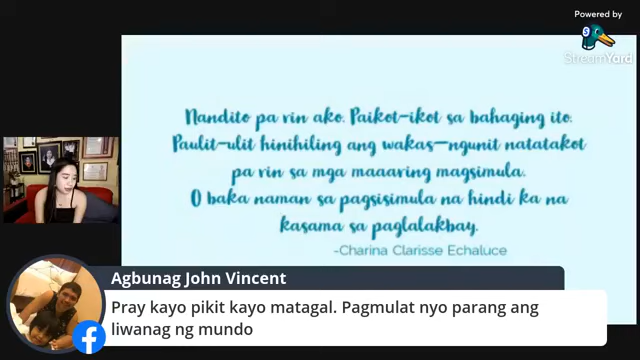 Powered by
StreamYard
Nandito pa rin ako. Paikot-ikot sa bahaging ito.
Paulit-ulit hinihiling ang wakas—ngunit natatakot
pa rin sa mga maaaring magsimula.
O baka naman sa pagsisimula na hindi ka na
kasama sa paglalakbay.
-Charina Clarisse Echaluce
Agbunag John Vincent
Pray kayo pikit kayo matagal. Pagmulat nyo parang ang
liwanag ng mundo